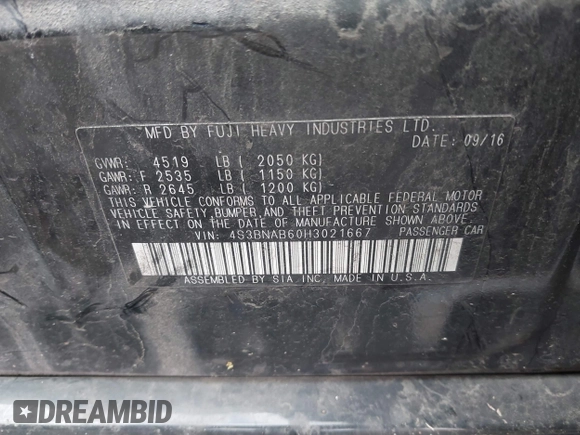 MFD BY FUJI HEAVY INDUSTRIES LTD.
DATE: 09/16
GVWR: 4519 LB ( 2050 KG)
GAWR: F 2535 LB ( 1150 KG)
GAWR: R 2645 LB ( 1200 KG)
THIS VEHICLE CONFORMS TO ALL APPLICABLE FEDERAL MOTOR
VEHICLE SAFETY, BUMPER, AND THEFT PREVENTION STANDARDS
IN EFFECT ON THE DATE OF MANUFACTURE SHOWN ABOVE.
VIN: 4S3BNAB60H3021667 PASSENGER CAR
ASSEMBLED BY SIA, INC. MADE IN U.S.A.
DREAMBID